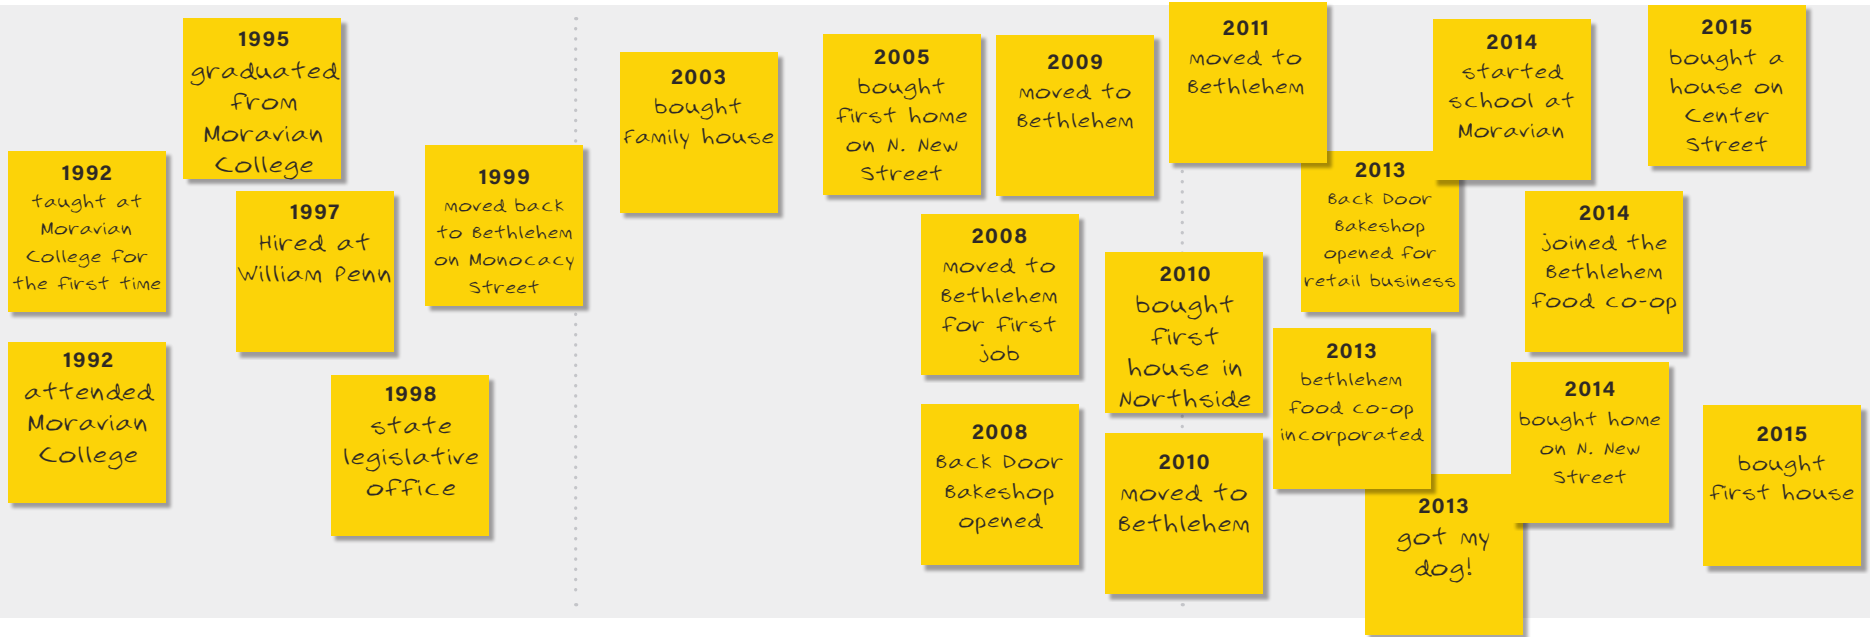 1992
taught at
Moravian
College for
the first time
1992
attended
Moravian
College
1995
graduated
from
Moravian
College
1997
Hired at
William Penn
1998
state
legislative
office
1999
moved back
to Bethlehem
on Monocacy
Street
2003
bought
family house
2005
bought
first home
on N. New
Street
2008
moved to
Bethlehem
for first
job
2008
Back Door
Bakeshop
opened
2009
moved to
Bethlehem
2010
bought
first
house in
Northside
2010
moved to
Bethlehem
2011
moved to
Bethlehem
2013
Back Door
Bakeshop
opened for
retail business
2013
bethlehem
food co-op
incorporated
2013
got my
dog!
2014
started
school at
Moravian
2014
joined the
Bethlehem
food co-op
2014
bought home
on N. New
Street
2015
bought a
house on
Center
Street
2015
bought
first house